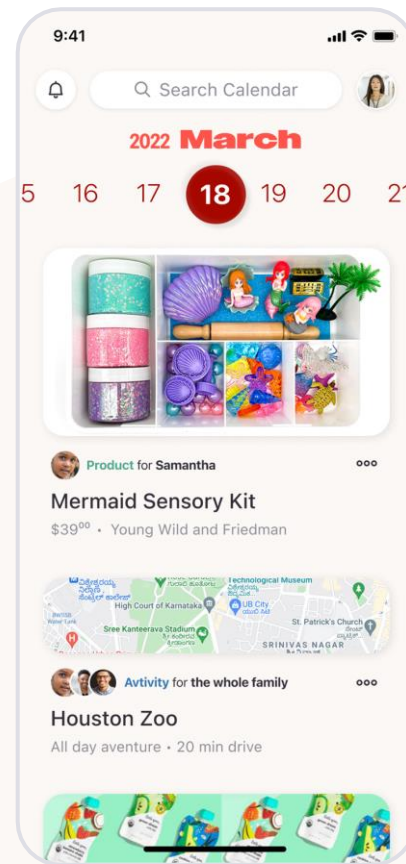 9:41
Search Calendar
2022 March
5 16 17 18 19 20 21
Product for Samantha
Mermaid Sensory Kit
$39⁰⁰ • Young Wild and Friedman
Technological Museum
High Court of Karnataka
UB City
ಯುಬಿ ಸಿಟಿ
St. Patrick's Church
Sree Kanteerava Stadium
SRINIVAS NAGAR
Avtivity for the whole family
Houston Zoo
All day aventure • 20 min drive